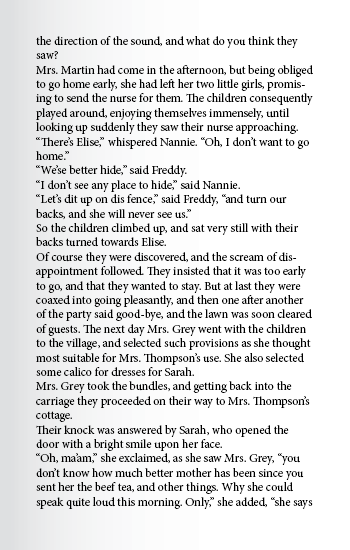 the direction of the sound, and what do you think they
saw?
Mrs. Martin had come in the afternoon, but being obliged
to go home early, she had left her two little girls, promis-
ing to send the nurse for them. The children consequently
played around, enjoying themselves immensely, until
looking up suddenly they saw their nurse approaching.
“There’s Elise,” whispered Nannie. “Oh, I don’t want to go
home.”
“We’se better hide,” said Freddy.
“I don’t see any place to hide,” said Nannie.
“Let’s dit up on dis fence,” said Freddy, “and turn our
backs, and she will never see us.”
So the children climbed up, and sat very still with their
backs turned towards Elise.
Of course they were discovered, and the scream of dis-
appointment followed. They insisted that it was too early
to go, and that they wanted to stay. But at last they were
coaxed into going pleasantly, and then one after another
of the party said good-bye, and the lawn was soon cleared
of guests. The next day Mrs. Grey went with the children
to the village, and selected such provisions as she thought
most suitable for Mrs. Thompson’s use. She also selected
some calico for dresses for Sarah.
Mrs. Grey took the bundles, and getting back into the
carriage they proceeded on their way to Mrs. Thompson’s
cottage.
Their knock was answered by Sarah, who opened the
door with a bright smile upon her face.
“Oh, ma’am,” she exclaimed, as she saw Mrs. Grey, “you
don’t know how much better mother has been since you
sent her the beef tea, and other things. Why she could
speak quite loud this morning. Only,” she added, “she says